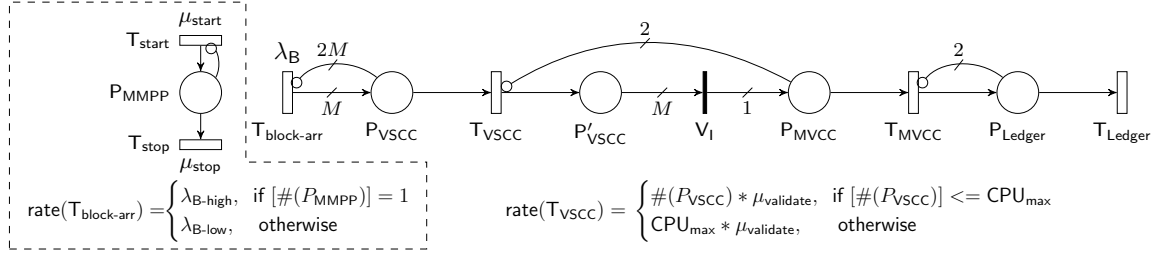 μstart
Tstart
PMMPP
Tstop
μstop
λB
2M
M
Tblock-arr
PVSCC
TVSCC
2
P′VSCC
M
VI
1
PMVCC
TMVCC
2
PLedger
TLedger
rate(Tblock-arr) = { λB-high, if [#(PMMPP)] = 1
λB-low, otherwise
rate(TVSCC) = { #(PVSCC) * μvalidate, if [#(PVSCC)] <= CPUmax
CPUmax * μvalidate, otherwise